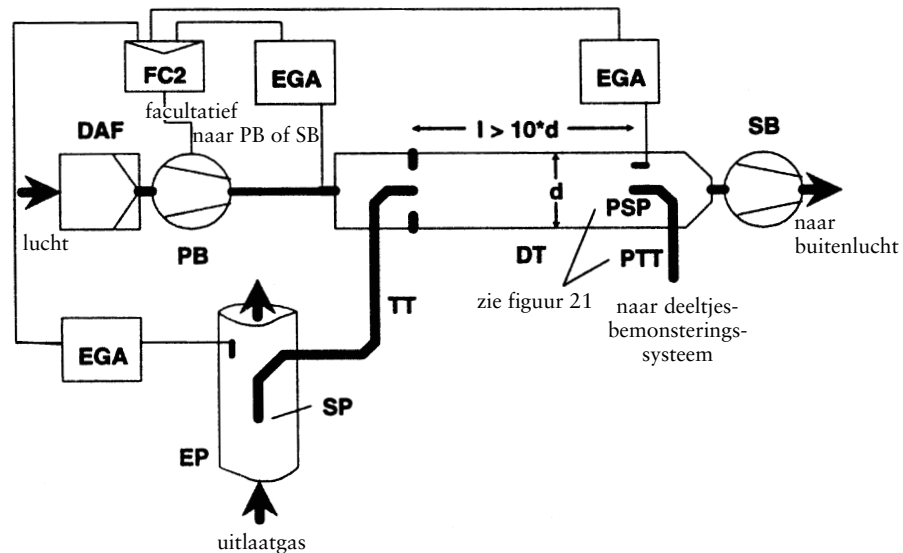 FC2
EGA
EGA
facultatief
naar PB of SB
DAF
l > 10*d
SB
d
PSP
lucht
PB
DT
PTT
naar
buitenlucht
zie figuur 21
naar deeltjes-
bemonsterings-
systeem
TT
EGA
SP
EP
uitlaatgas